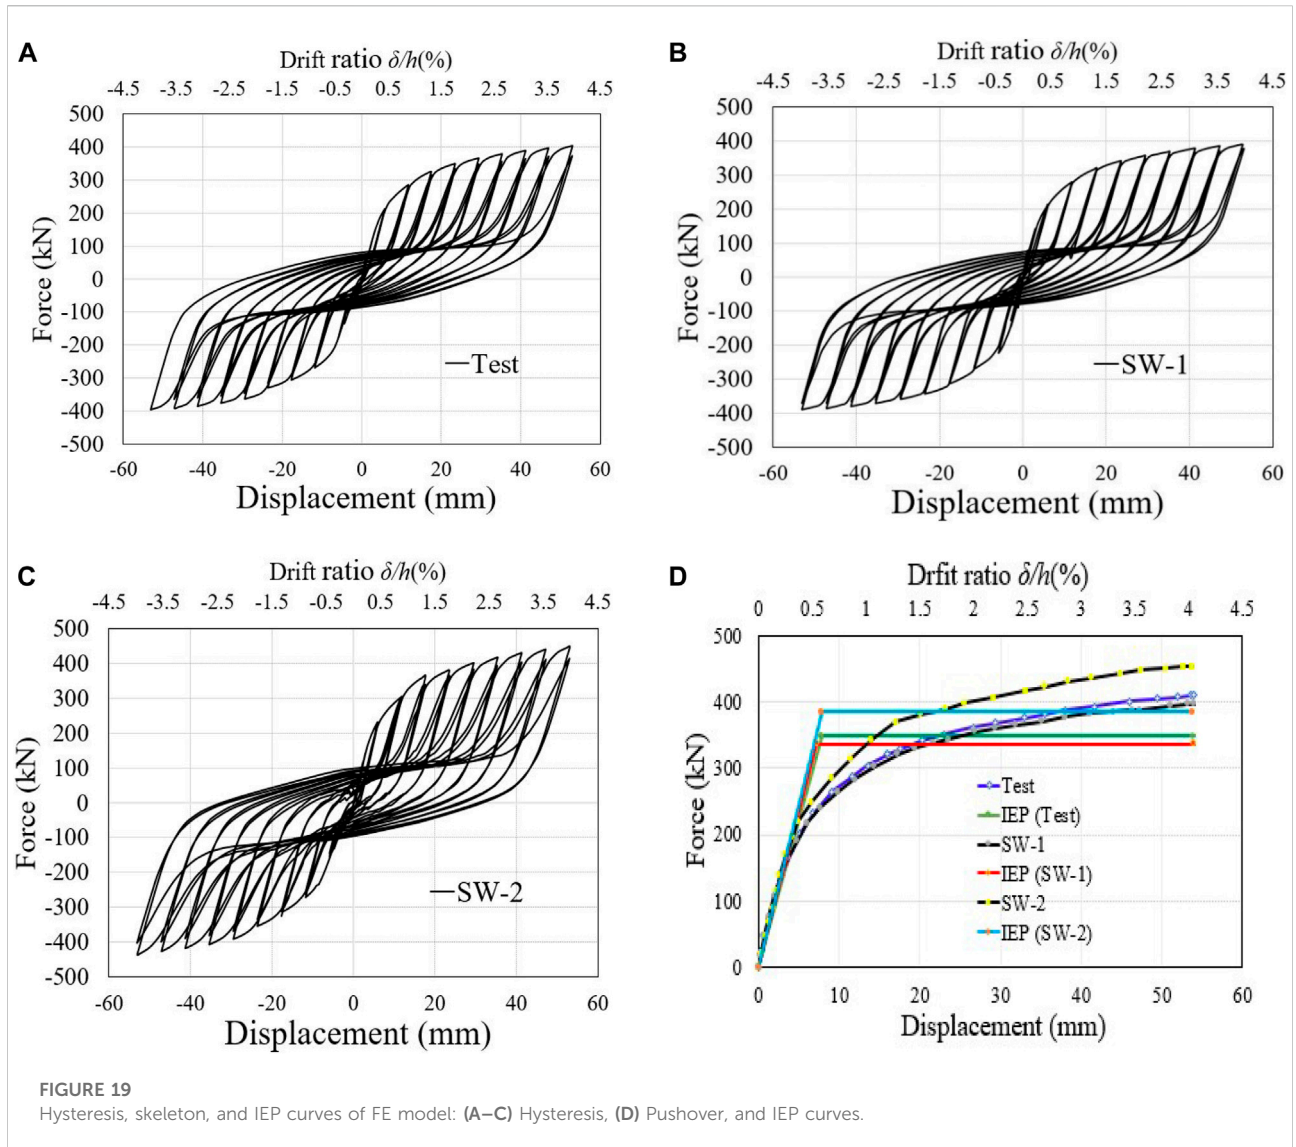 A
Drift ratio δ/h(%)
-4.5 -3.5 -2.5 -1.5 -0.5 0.5 1.5 2.5 3.5 4.5
500
400
300
200
100
0
-100
-200
-300
-400
-500
Force (kN)
Test
-60 -40 -20 0 20 40 60
Displacement (mm)
B
Drift ratio δ/h(%)
-4.5 -3.5 -2.5 -1.5 -0.5 0.5 1.5 2.5 3.5 4.5
500
400
300
200
100
0
-100
-200
-300
-400
-500
Force (kN)
SW-1
-60 -40 -20 0 20 40 60
Displacement (mm)
C
Drift ratio δ/h(%)
-4.5 -3.5 -2.5 -1.5 -0.5 0.5 1.5 2.5 3.5 4.5
500
400
300
200
100
0
-100
-200
-300
-400
-500
Force (kN)
SW-2
-60 -40 -20 0 20 40 60
Displacement (mm)
D
Drfit ratio δ/h(%)
0 0.5 1 1.5 2 2.5 3 3.5 4 4.5
500
400
300
200
100
0
Force (kN)
Test
IEP (Test)
SW-1
IEP (SW-1)
SW-2
IEP (SW-2)
0 10 20 30 40 50 60
Displacement (mm)
FIGURE 19
Hysteresis, skeleton, and IEP curves of FE model: (A–C) Hysteresis, (D) Pushover, and IEP curves.